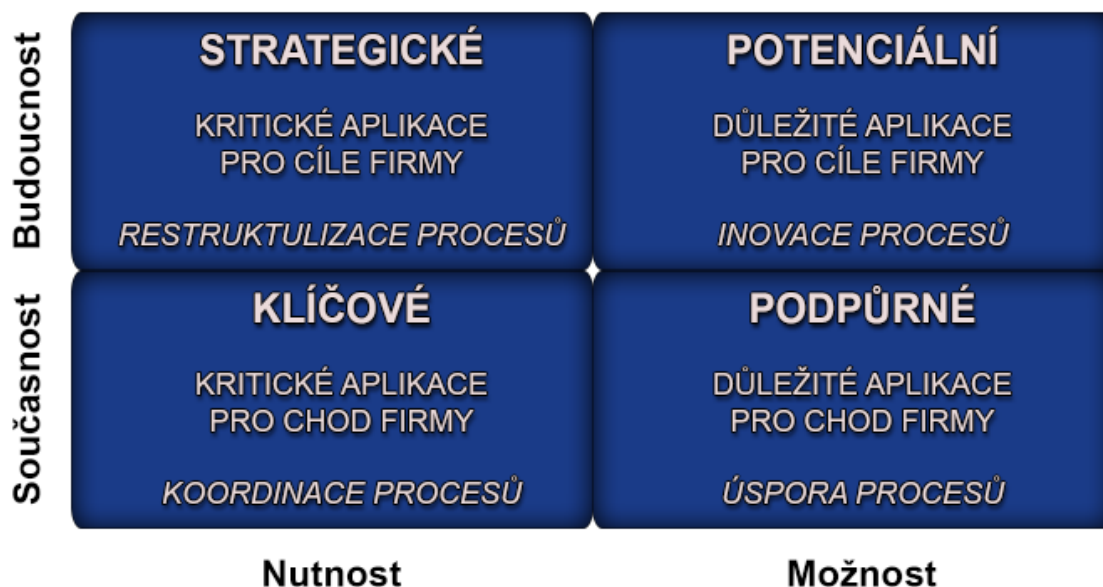 Budoucnost
STRATEGICKÉ
KRITICKÉ APLIKACE
PRO CÍLE FIRMY
RESTRUKTULIZACE PROCESŮ
POTENCIÁLNÍ
DŮLEŽITÉ APLIKACE
PRO CÍLE FIRMY
INOVACE PROCESŮ
Současnost
KLÍČOVÉ
KRITICKÉ APLIKACE
PRO CHOD FIRMY
KOORDINACE PROCESŮ
PODPŮRNÉ
DŮLEŽITÉ APLIKACE
PRO CHOD FIRMY
ÚSPORA PROCESŮ
Nutnost
Možnost